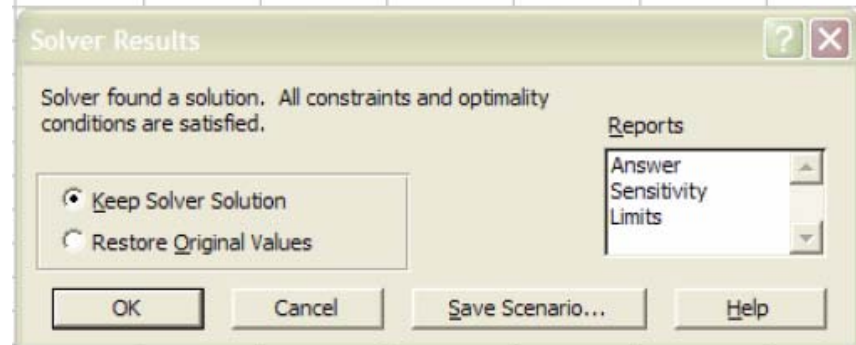 Solver Results
Solver found a solution. All constraints and optimality
conditions are satisfied.
Reports
Answer
Sensitivity
Limits
Keep Solver Solution
Restore Original Values
OK Cancel Save Scenario... Help